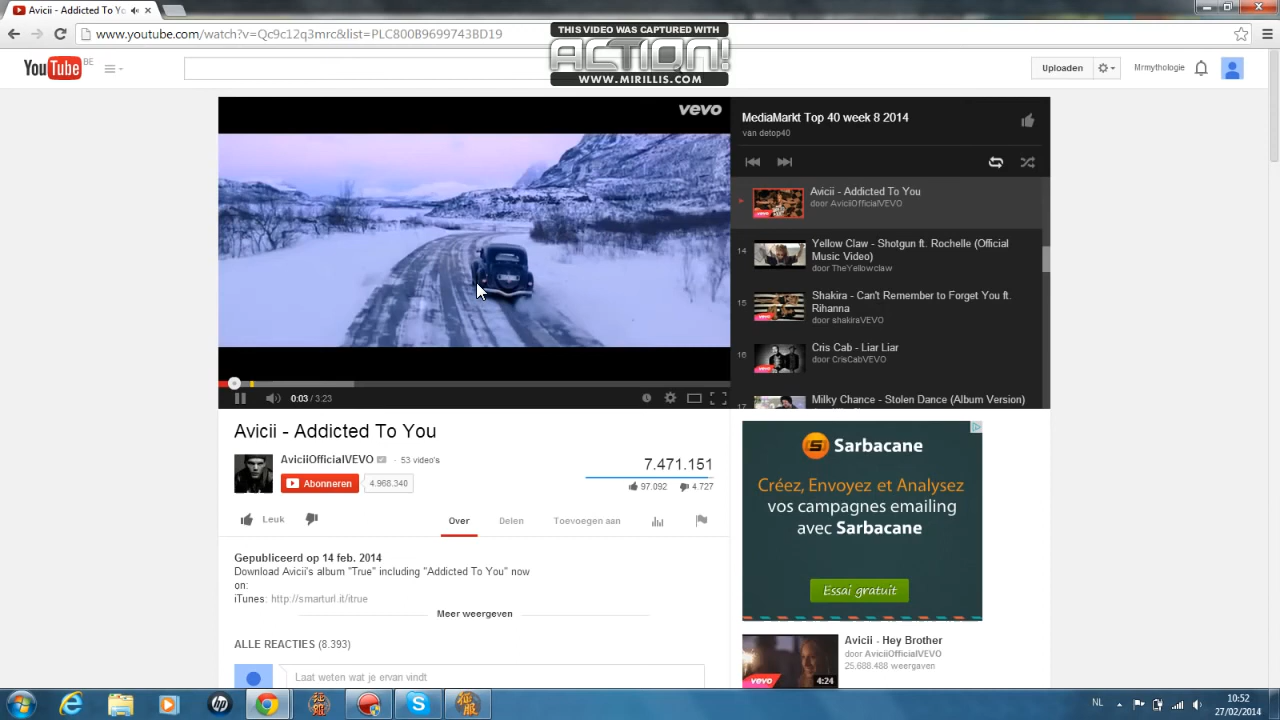 Avicii - Addicted To Yo
THIS VIDEO WAS CAPTURED WITH
ACTION!
WWW.MIRILLIS.COM
www.youtube.com/watch?v=Qc9c12q3mrc&list=PLC800B9699743BD19
YouTube BE
Uploaden
Mrmythologie
vevo
MediaMarkt Top 40 week 8 2014
van detop40
Avicii - Addicted To You
door AviciiOfficialVEVO
14
Yellow Claw - Shotgun ft. Rochelle (Official
Music Video)
door TheYellowclaw
15
Shakira - Can't Remember to Forget You ft.
Rihanna
door shakiraVEVO
16
Cris Cab - Liar Liar
door CrisCabVEVO
17
Milky Chance - Stolen Dance (Album Version)
0:03 / 3:23
Avicii - Addicted To You
AviciiOfficialVEVO · 53 video's
Abonneren 4.968.340
7.471.151
97.092 4.727
Leuk
Over Delen Toevoegen aan
Gepubliceerd op 14 feb. 2014
Download Avicii's album "True" including "Addicted To You" now
on:
iTunes: http://smarturl.it/itrue
Meer weergeven
ALLE REACTIES (8.393)
Laat weten wat je ervan vindt
S Sarbacane
Créez, Envoyez et Analysez
vos campagnes emailing
avec Sarbacane
Essai gratuit
Avicii - Hey Brother
door AviciiOfficialVEVO
25.688.488 weergaven
vevo
4:24
NL
10:52
27/02/2014